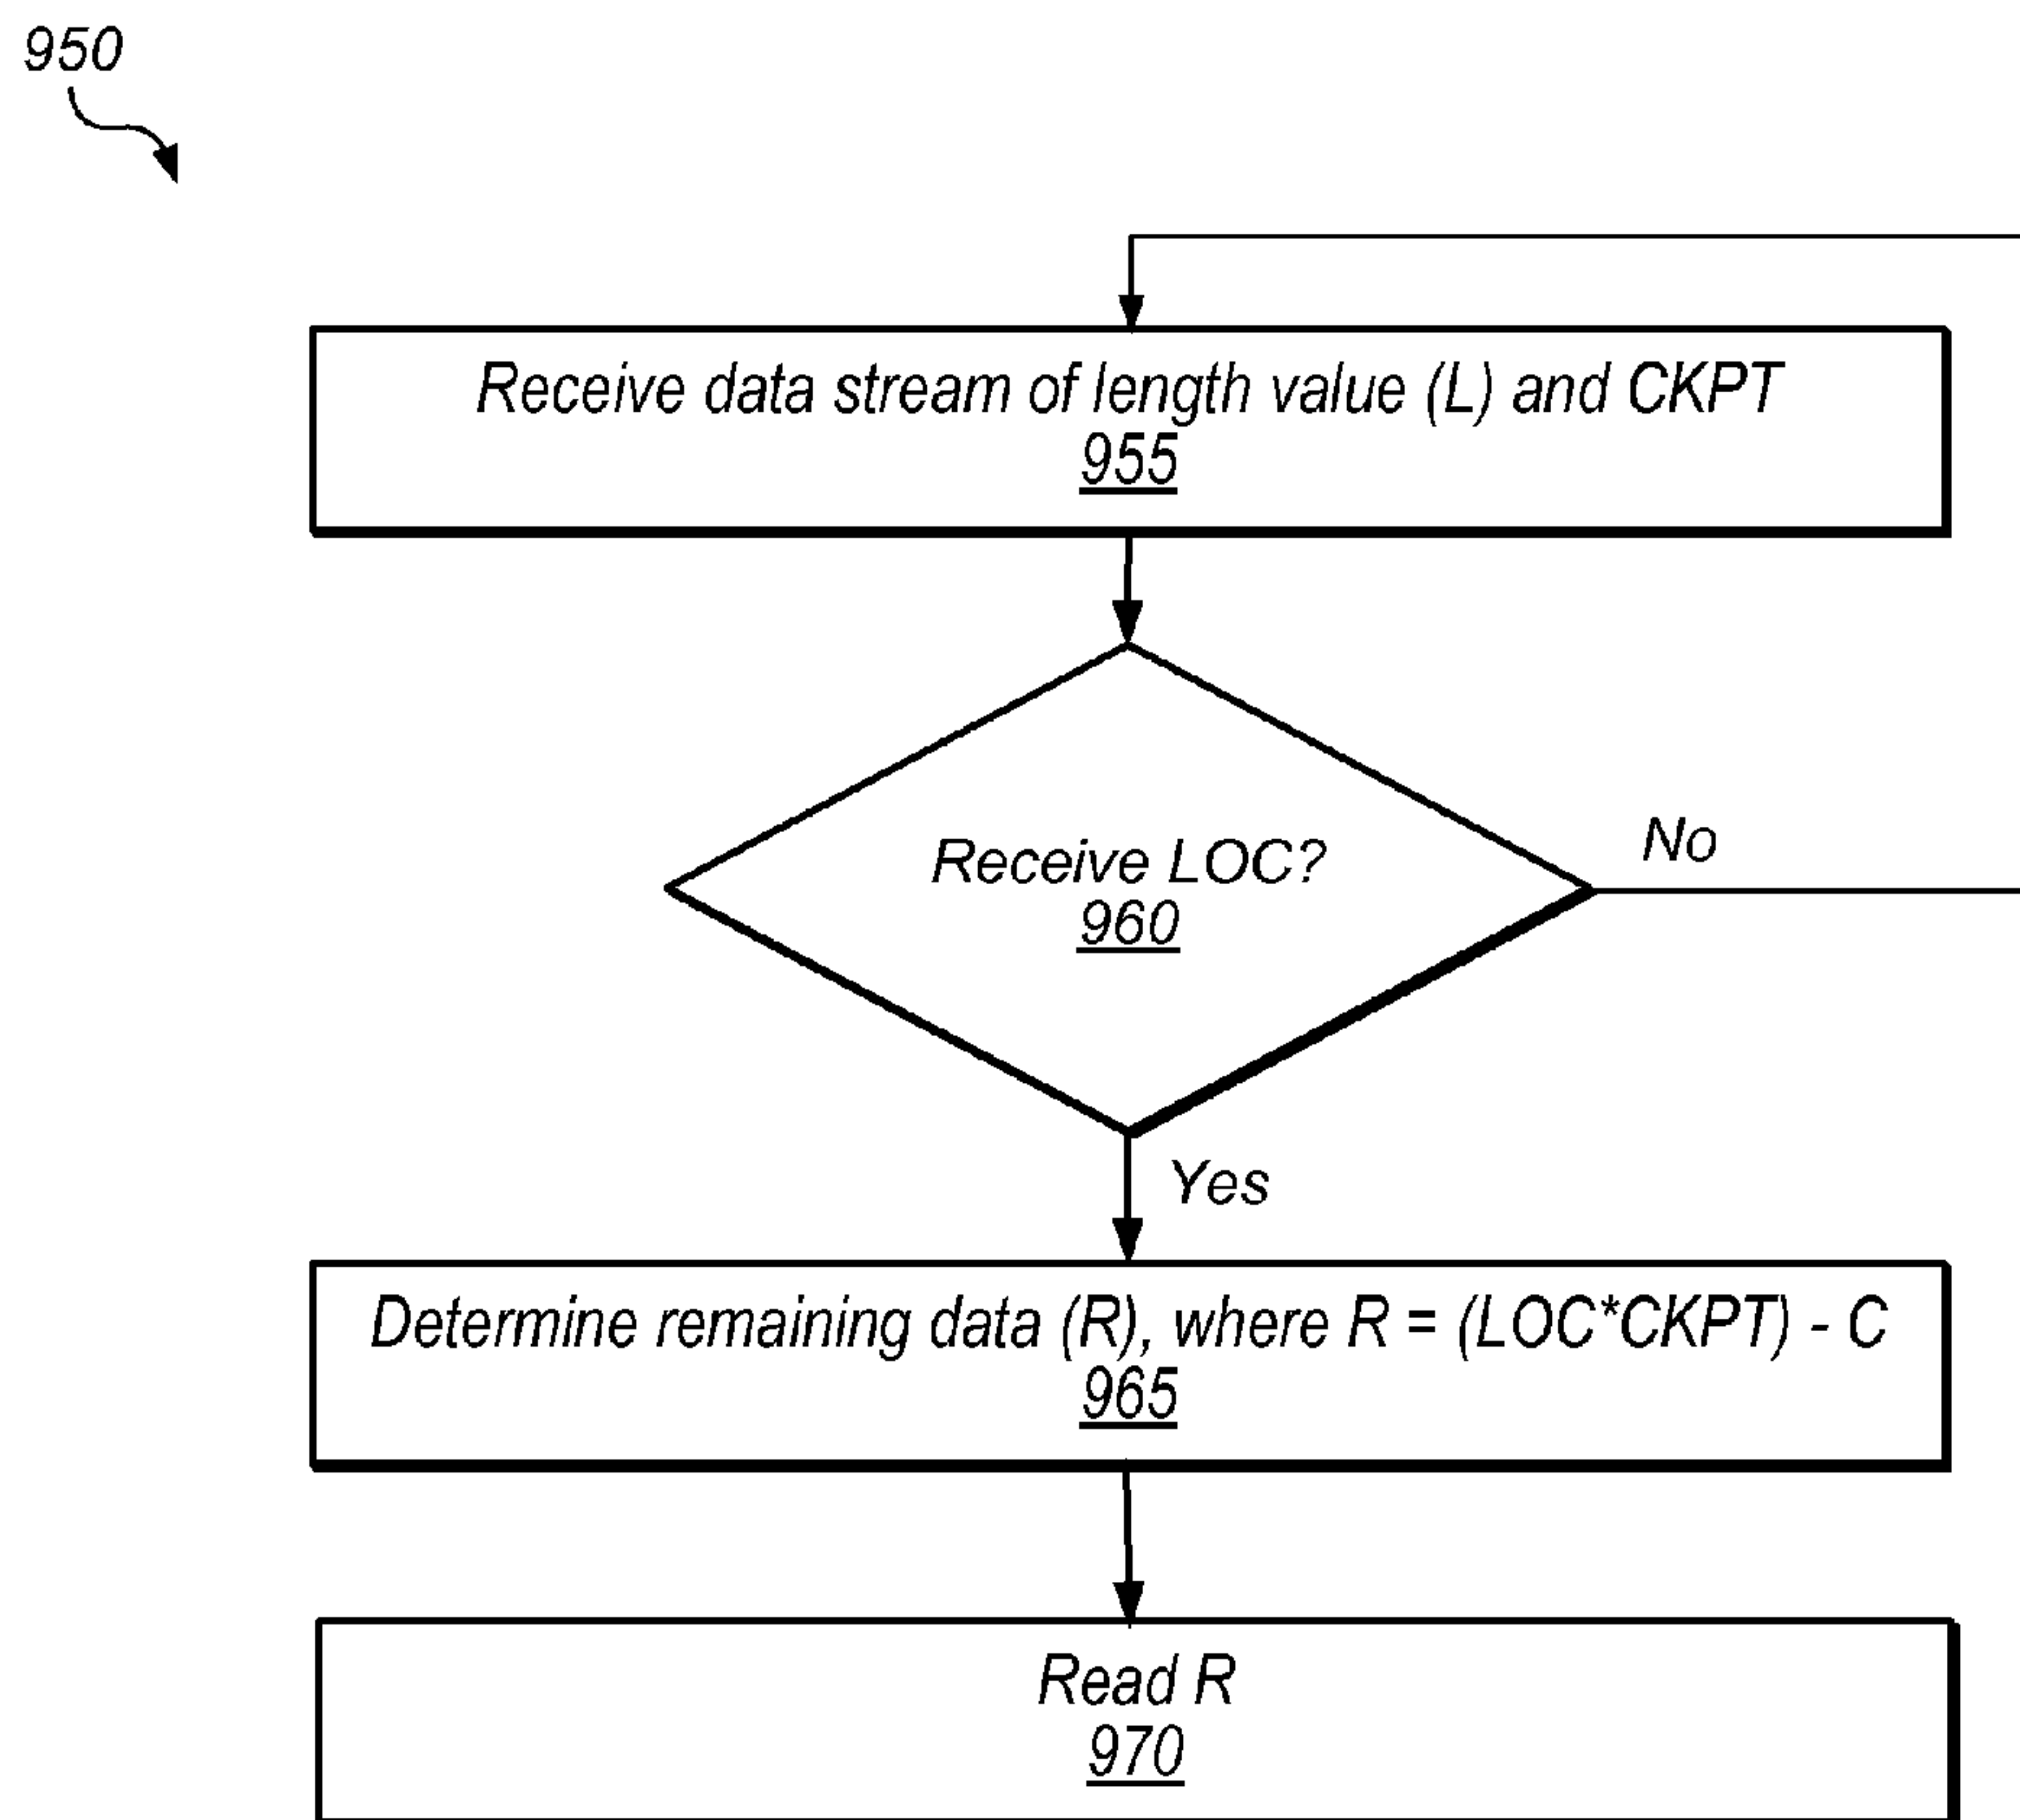 950
Receive data stream of length value (L) and CKPT
955
Receive LOC?
960
No
Yes
Determine remaining data (R), where R = (LOC*CKPT) - C
965
Read R
970